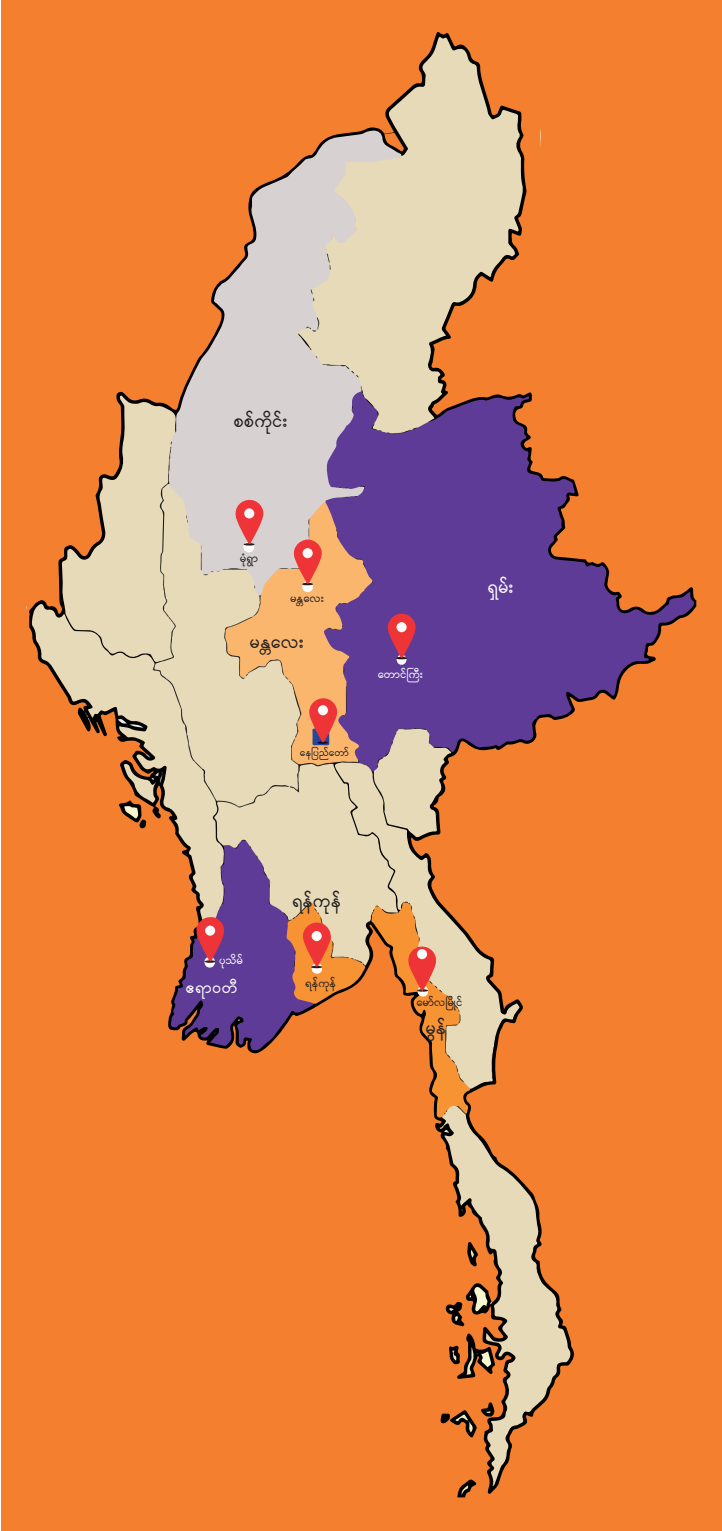 စစ်ကိုင်း
မုံရွာ
မန္တလေး
ရှမ်း
မန္တလေး
တောင်ကြီး
နေပြည်တော်
ရန်ကုန်
ပုသိမ်
ဧရာဝတီ
ရန်ကုန်
မော်လမြိုင်
မွန်